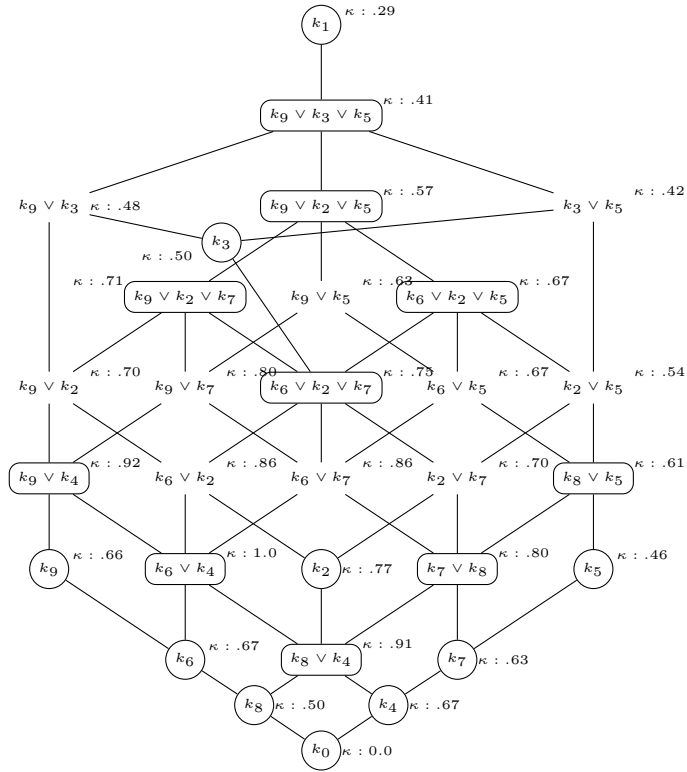 k₁ κ : .29
k₉ ∨ k₃ ∨ k₅ κ : .41
k₉ ∨ k₃ κ : .48 k₉ ∨ k₂ ∨ k₅ κ : .57 k₃ ∨ k₅ κ : .42
k₃ κ : .50
k₉ ∨ k₂ ∨ k₇ κ : .71 k₉ ∨ k₅ κ : .63 k₆ ∨ k₂ ∨ k₅ κ : .67
k₉ ∨ k₂ κ : .70 k₉ ∨ k₇ κ : .80 k₆ ∨ k₂ ∨ k₇ κ : .75 k₆ ∨ k₅ κ : .67 k₂ ∨ k₅ κ : .54
k₉ ∨ k₄ κ : .92 k₆ ∨ k₂ κ : .86 k₆ ∨ k₇ κ : .86 k₂ ∨ k₇ κ : .70 k₈ ∨ k₅ κ : .61
k₉ κ : .66 k₆ ∨ k₄ κ : 1.0 k₂ κ : .77 k₇ ∨ k₈ κ : .80 k₅ κ : .46
k₆ κ : .67 k₈ ∨ k₄ κ : .91 k₇ κ : .63
k₈ κ : .50 k₄ κ : .67
k₀ κ : 0.0